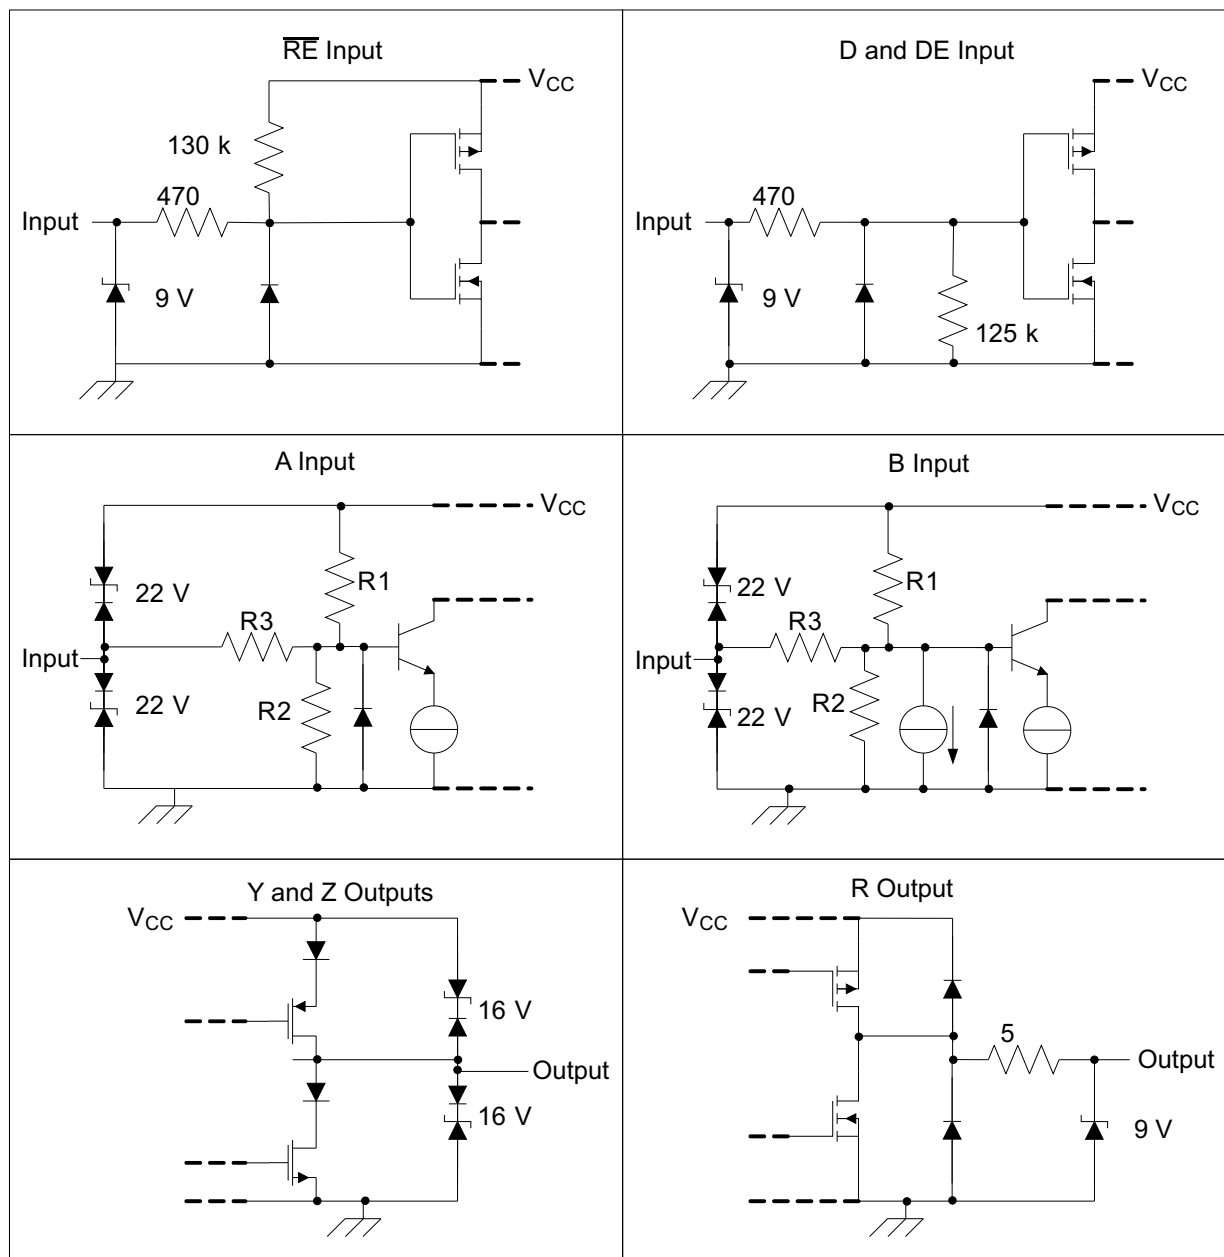 RE Input
VCC
130 k
470
Input
9 V
D and DE Input
VCC
470
Input
9 V
125 k
A Input
VCC
22 V
R1
R3
Input
22 V
R2
B Input
VCC
22 V
R1
R3
Input
22 V
R2
Y and Z Outputs
VCC
16 V
Output
16 V
R Output
VCC
5
Output
9 V